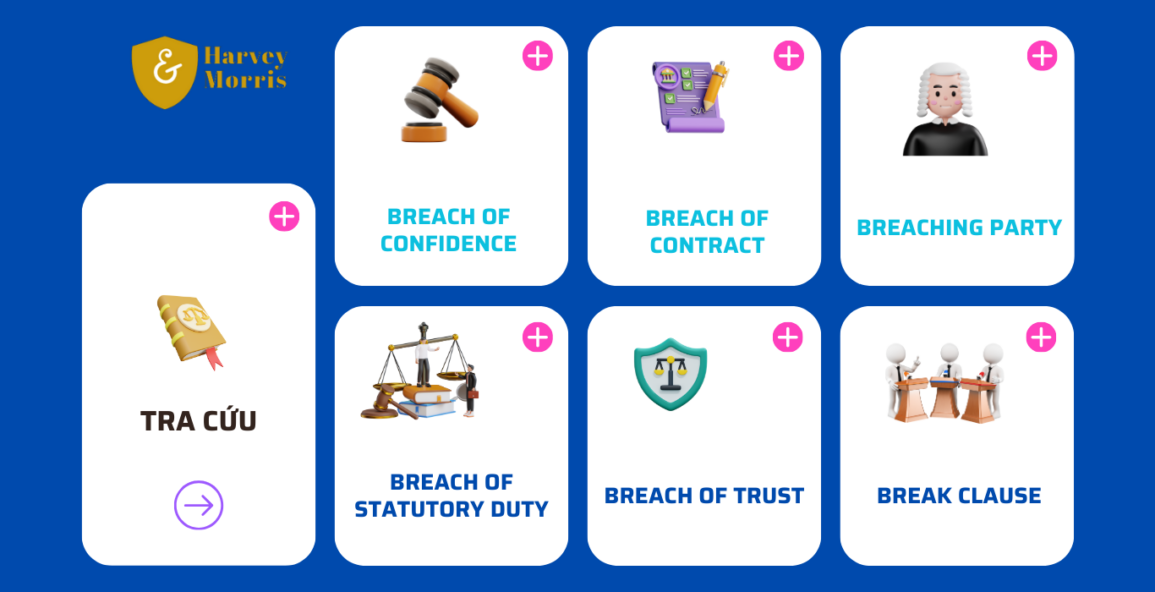 &
Harvey
Morris
BREACH OF
CONFIDENCE
BREACH OF
CONTRACT
BREACHING PARTY
TRA CỨU
BREACH OF
STATUTORY DUTY
BREACH OF TRUST
BREAK CLAUSE